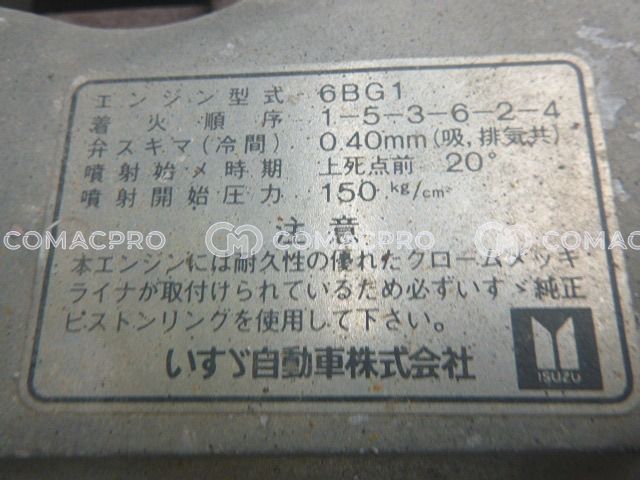 エンジン型式 6BG1
着火順序 1-5-3-6-2-4
弁スキマ(冷間) 0.40mm(吸,排気共)
噴射始メ時期 上死点前 20°
噴射開始圧力 150 kg/cm²
注意
COMACPRO COMACPRO COMACPRO
本エンジンには耐久性の優れたクロームメッキ
ライナが取付けられているため必ずいすゞ純正
ピストンリングを使用して下さい。
いすゞ自動車株式会社
ISUZU